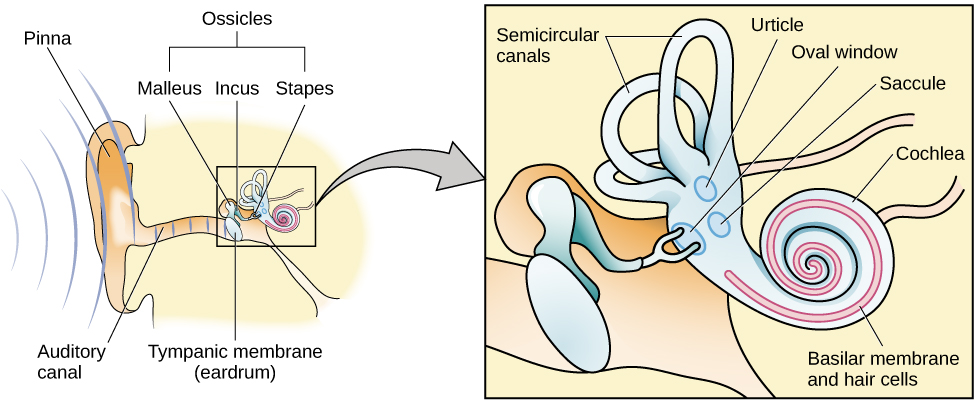 Ossicles
Pinna
Malleus
Incus
Stapes
Auditory
canal
Tympanic membrane
(eardrum)
Semicircular
canals
Urticle
Oval window
Saccule
Cochlea
Basilar membrane
and hair cells